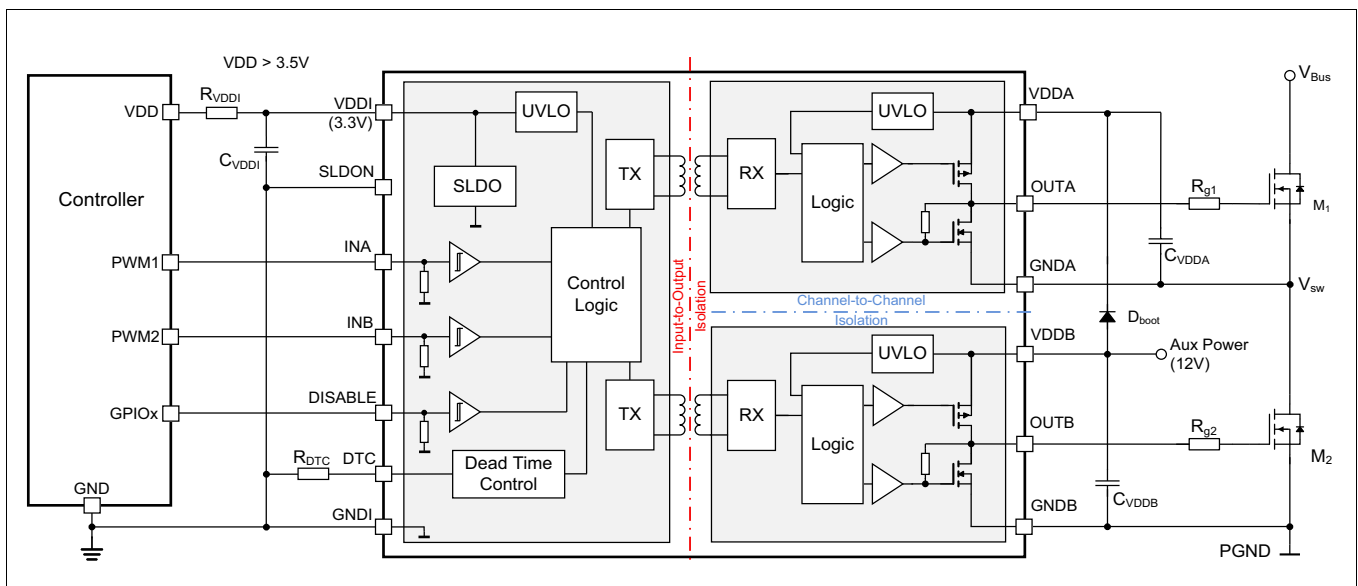 VDD > 3.5V
Controller
VDD
PWM1
PWM2
GPIOx
GND
RVDDI
CVDDI
RDTC
VDDI
(3.3V)
SLDON
INA
INB
DISABLE
DTC
GNDI
UVLO
SLDO
TX
Control
Logic
TX
Dead Time
Control
Input-to-Output
Isolation
Channel-to-Channel
Isolation
UVLO
RX
Logic
UVLO
RX
Logic
VDDA
OUTA
GNDA
VDDB
OUTB
GNDB
VBus
Rg1
M1
CVDDA
Vsw
Dboot
Aux Power
(12V)
Rg2
M2
CVDDB
PGND